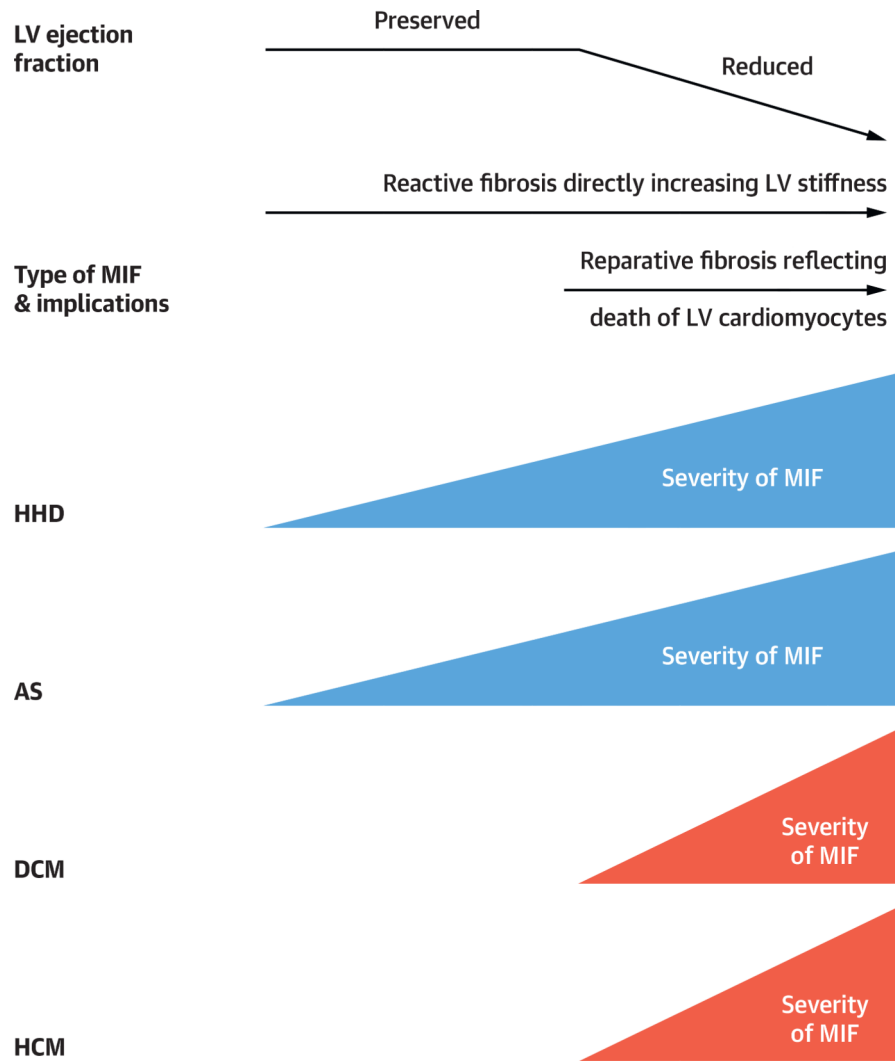 LV ejection
fraction
Preserved
Reduced
Reactive fibrosis directly increasing LV stiffness
Type of MIF
& implications
Reparative fibrosis reflecting
death of LV cardiomyocytes
HHD
Severity of MIF
AS
Severity of MIF
DCM
Severity
of MIF
HCM
Severity
of MIF